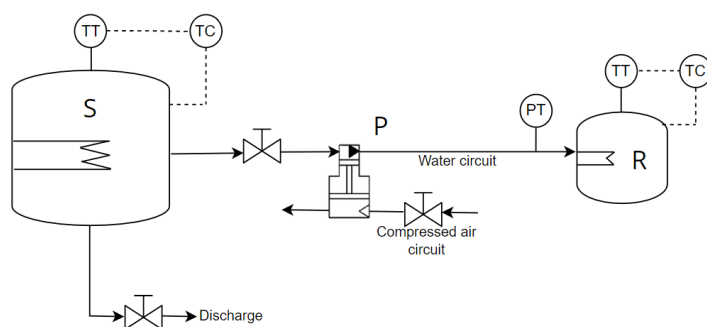 TT
TC
S
P
PT
TT
TC
R
Water circuit
Compressed air
circuit
Discharge